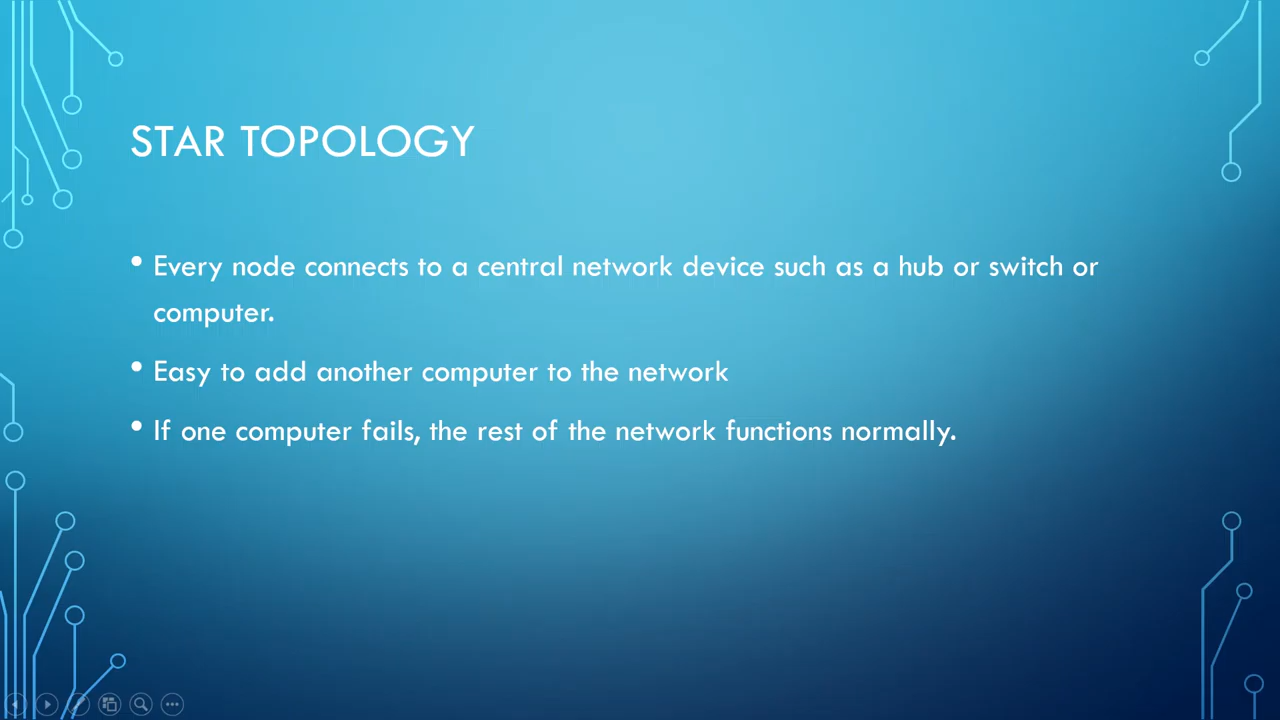 STAR TOPOLOGY
• Every node connects to a central network device such as a hub or switch or
computer.
• Easy to add another computer to the network
• If one computer fails, the rest of the network functions normally.